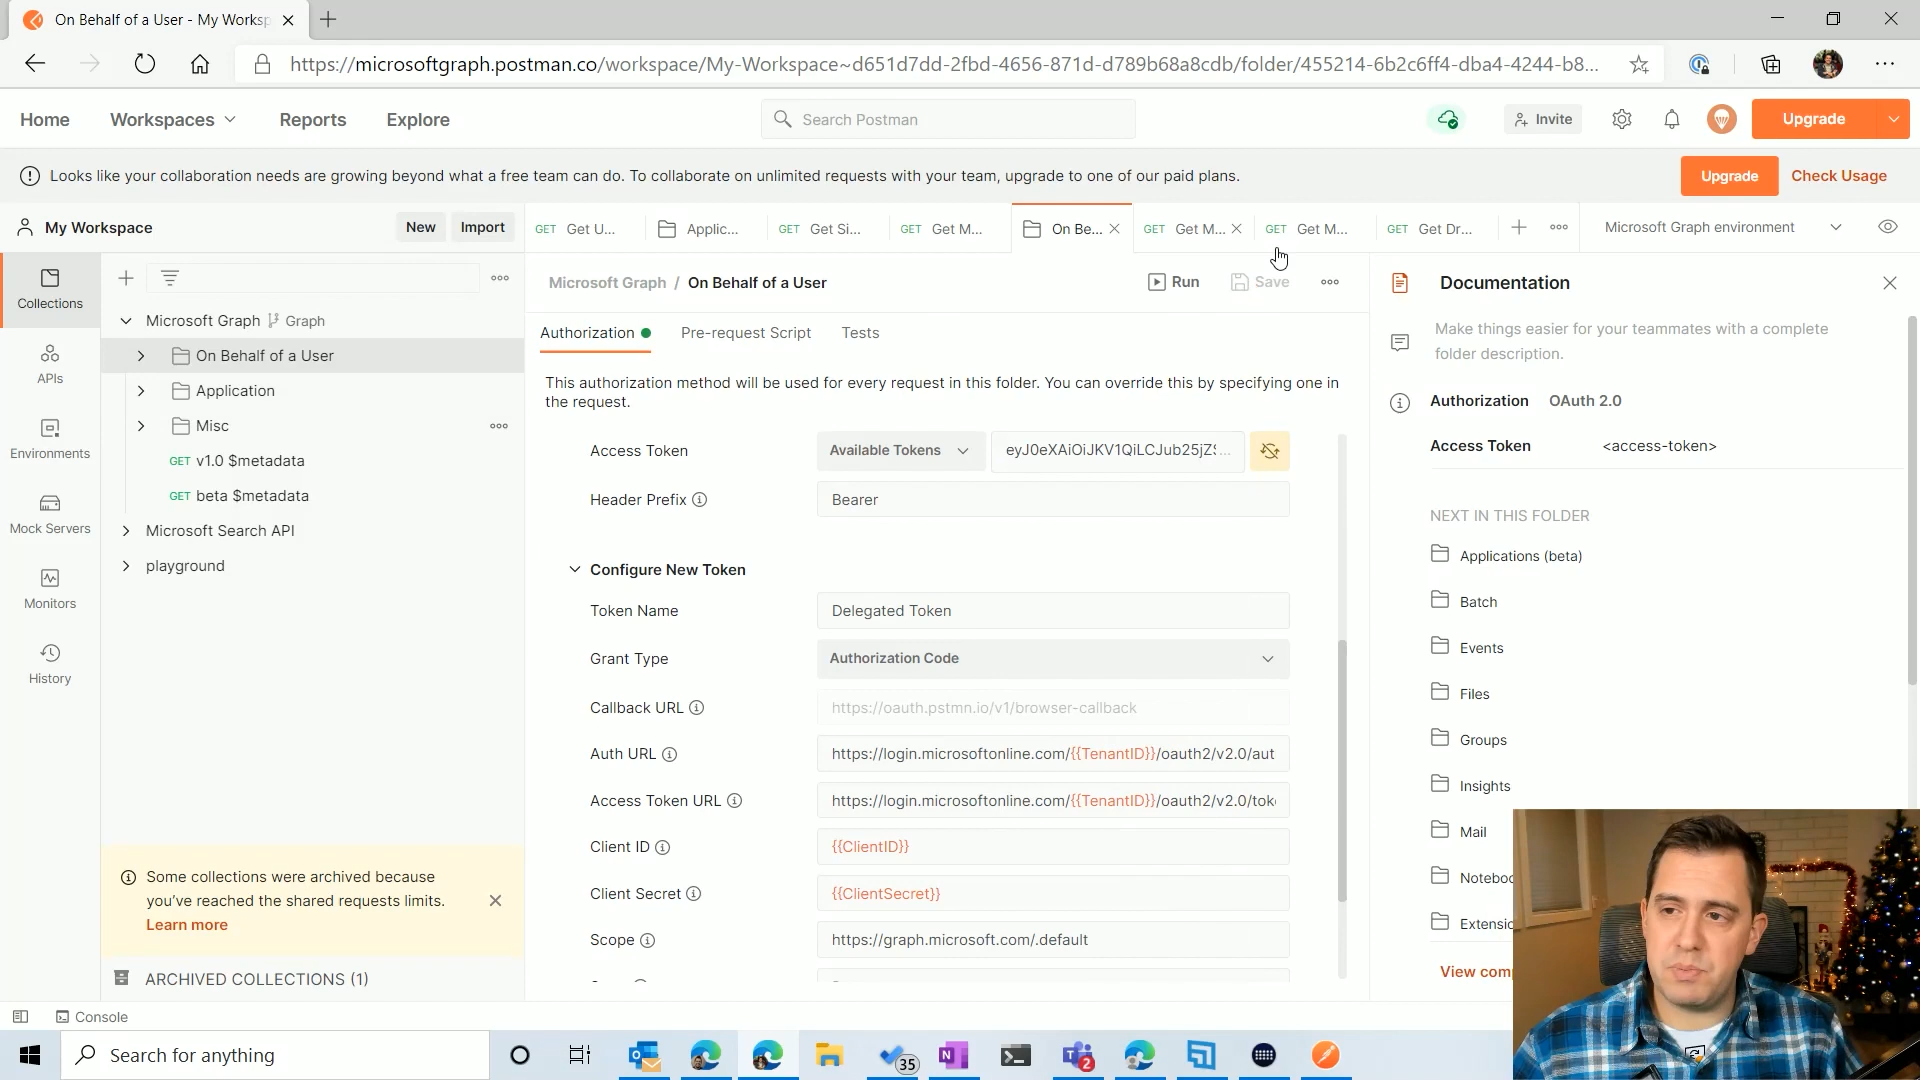 On Behalf of a User - My Worksp
https://microsoftgraph.postman.co/workspace/My-Workspace~d651d7dd-2fbd-4656-871d-d789b68a8cdb/folder/455214-6b2c6ff4-dba4-4244-b8...
Home Workspaces Reports Explore Search Postman Invite Upgrade
Looks like your collaboration needs are growing beyond what a free team can do. To collaborate on unlimited requests with your team, upgrade to one of our paid plans. Upgrade Check Usage
My Workspace New Import GET Get U... Applic... GET Get Si... GET Get M... On Be... GET Get M... GET Get M... GET Get Dr... Microsoft Graph environment
Collections
APIs
Environments
Mock Servers
Monitors
History
Microsoft Graph Graph
On Behalf of a User
Application
Misc
GET v1.0 $metadata
GET beta $metadata
Microsoft Search API
playground
Some collections were archived because
you've reached the shared requests limits.
Learn more
ARCHIVED COLLECTIONS (1)
Microsoft Graph / On Behalf of a User Run Save
Authorization Pre-request Script Tests
This authorization method will be used for every request in this folder. You can override this by specifying one in
the request.
Access Token Available Tokens eyJ0eXAiOiJKV1QiLCJub25jZ...
Header Prefix Bearer
Configure New Token
Token Name Delegated Token
Grant Type Authorization Code
Callback URL https://oauth.pstmn.io/v1/browser-callback
Auth URL https://login.microsoftonline.com/{{TenantID}}/oauth2/v2.0/aut
Access Token URL https://login.microsoftonline.com/{{TenantID}}/oauth2/v2.0/tok
Client ID {{ClientID}}
Client Secret {{ClientSecret}}
Scope https://graph.microsoft.com/.default
Documentation
Make things easier for your teammates with a complete
folder description.
Authorization OAuth 2.0
Access Token <access-token>
NEXT IN THIS FOLDER
Applications (beta)
Batch
Events
Files
Groups
Insights
Mail
Noteboo
Extensio
View com
Console
Search for anything
35
2